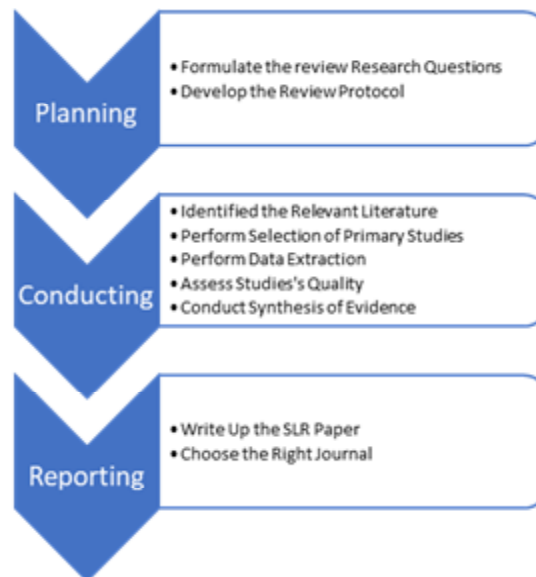 Planning
• Formulate the review Research Questions
• Develop the Review Protocol
Conducting
• Identified the Relevant Literature
• Perform Selection of Primary Studies
• Perform Data Extraction
• Assess Studies's Quality
• Conduct Synthesis of Evidence
Reporting
• Write Up the SLR Paper
• Choose the Right Journal